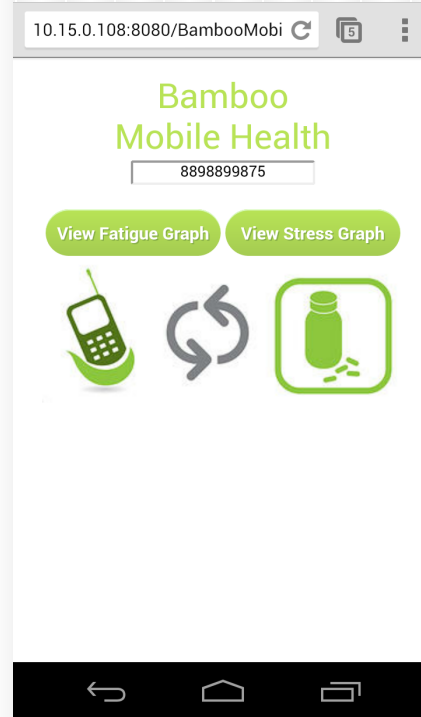 10.15.0.108:8080/BambooMobi
5
Bamboo
Mobile Health
8898899875
View Fatigue Graph
View Stress Graph